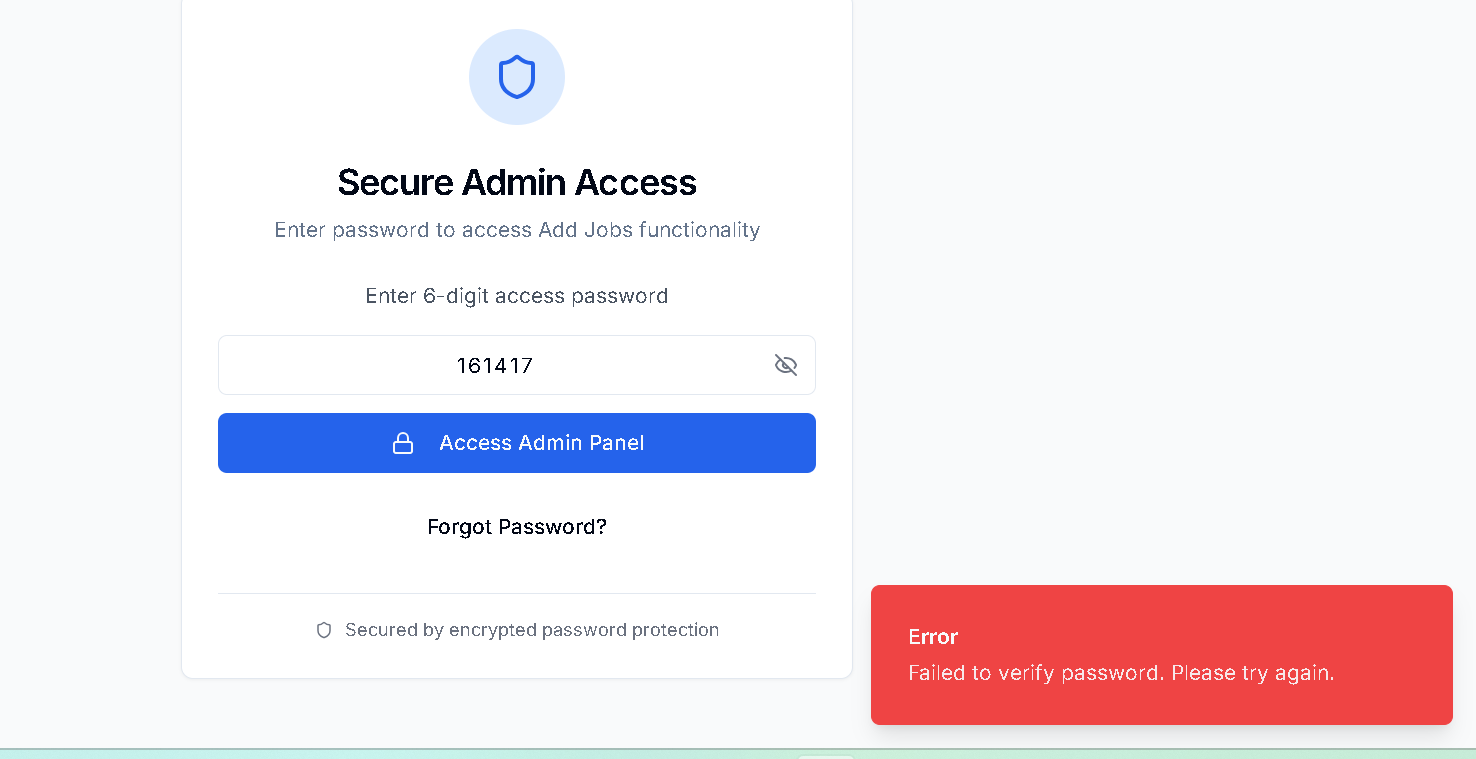 Secure Admin Access
Enter password to access Add Jobs functionality
Enter 6-digit access password
161417
Access Admin Panel
Forgot Password?
Secured by encrypted password protection
Error
Failed to verify password. Please try again.